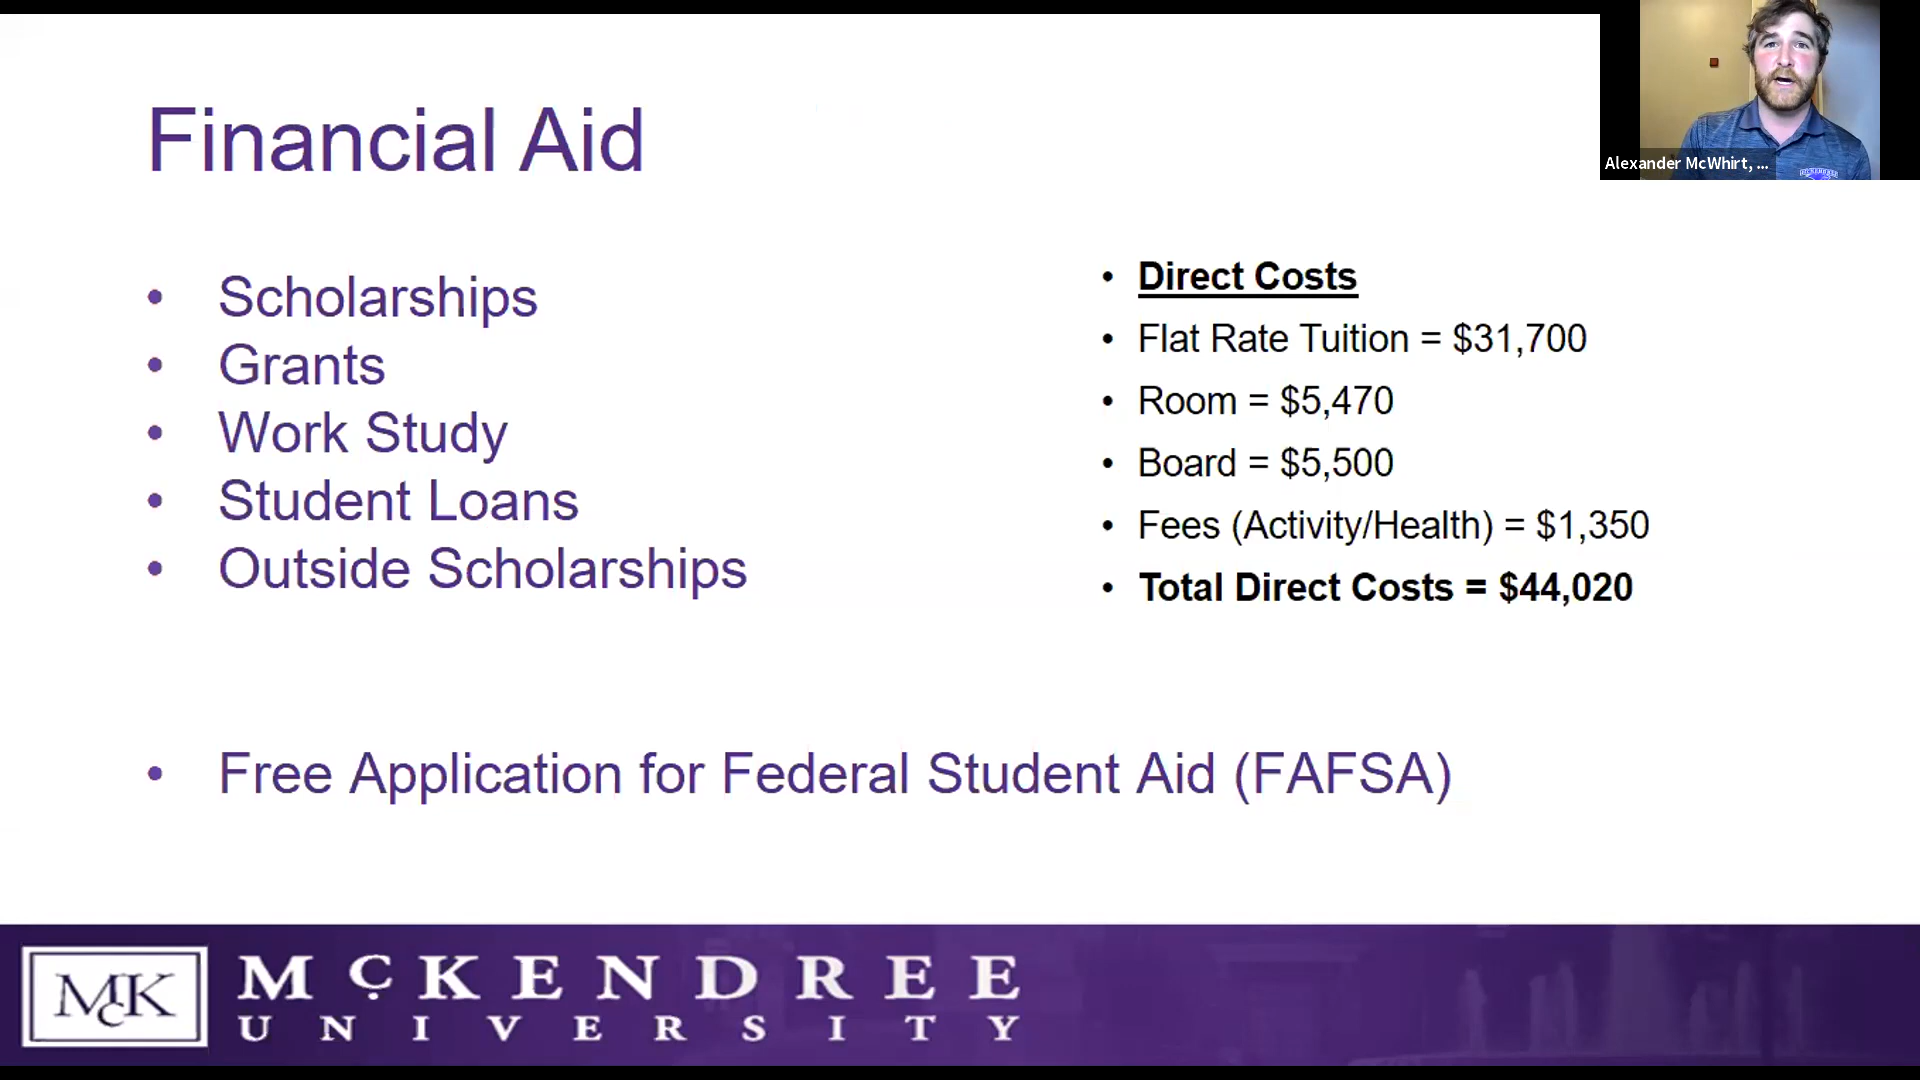 Financial Aid
• Scholarships
• Grants
• Work Study
• Student Loans
• Outside Scholarships
• Direct Costs
• Flat Rate Tuition = $31,700
• Room = $5,470
• Board = $5,500
• Fees (Activity/Health) = $1,350
• Total Direct Costs = $44,020
• Free Application for Federal Student Aid (FAFSA)
Alexander McWhirt, ...
McK
McKENDREE
UNIVERSITY